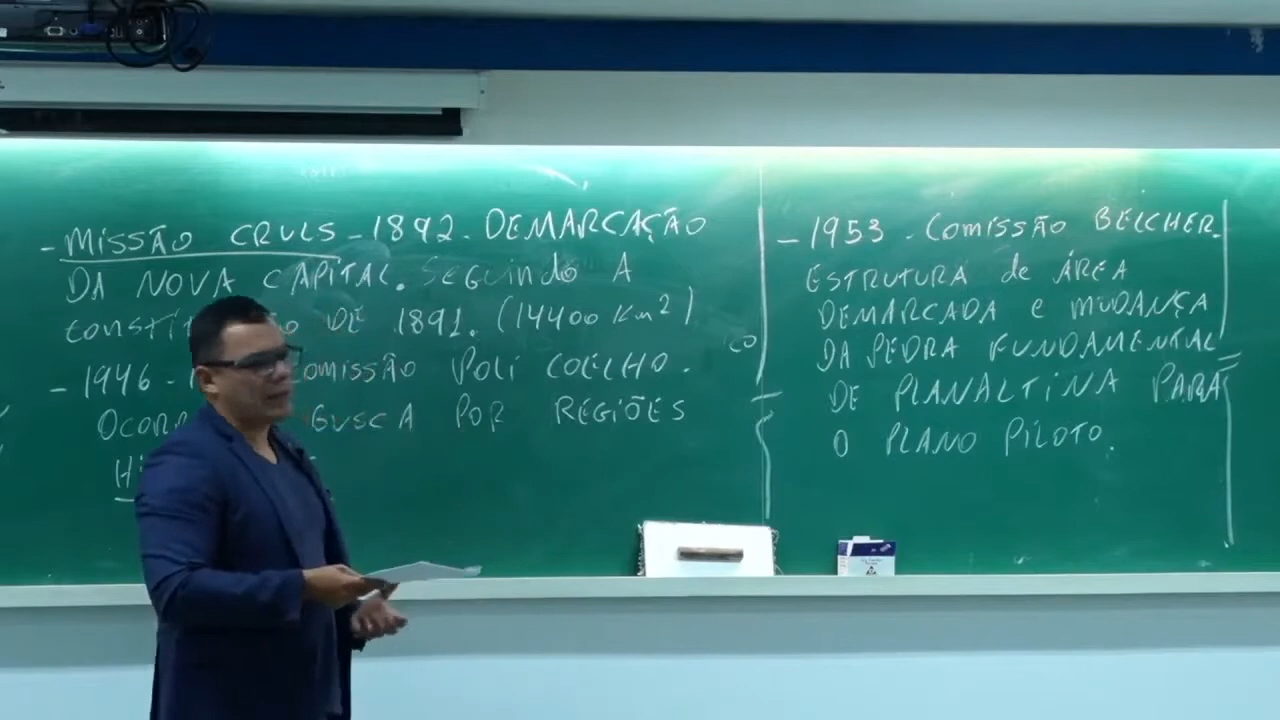 - MISSÃO CRULS - 1892. DEMARCAÇÃO
DA NOVA CAPITAL. SEGUINDO A
DE 1891. (14400 Km²)
- 1946 - COMISSÃO POLI COELHO.
BUSCA POR REGIÕES
- 1953 - COMISSÃO BELCHER.
ESTRUTURA de ÁREA
DEMARCADA e MUDANÇA
DA PEDRA FUNDAMENTAL
DE PLANALTINA PARA
O PLANO PILOTO.